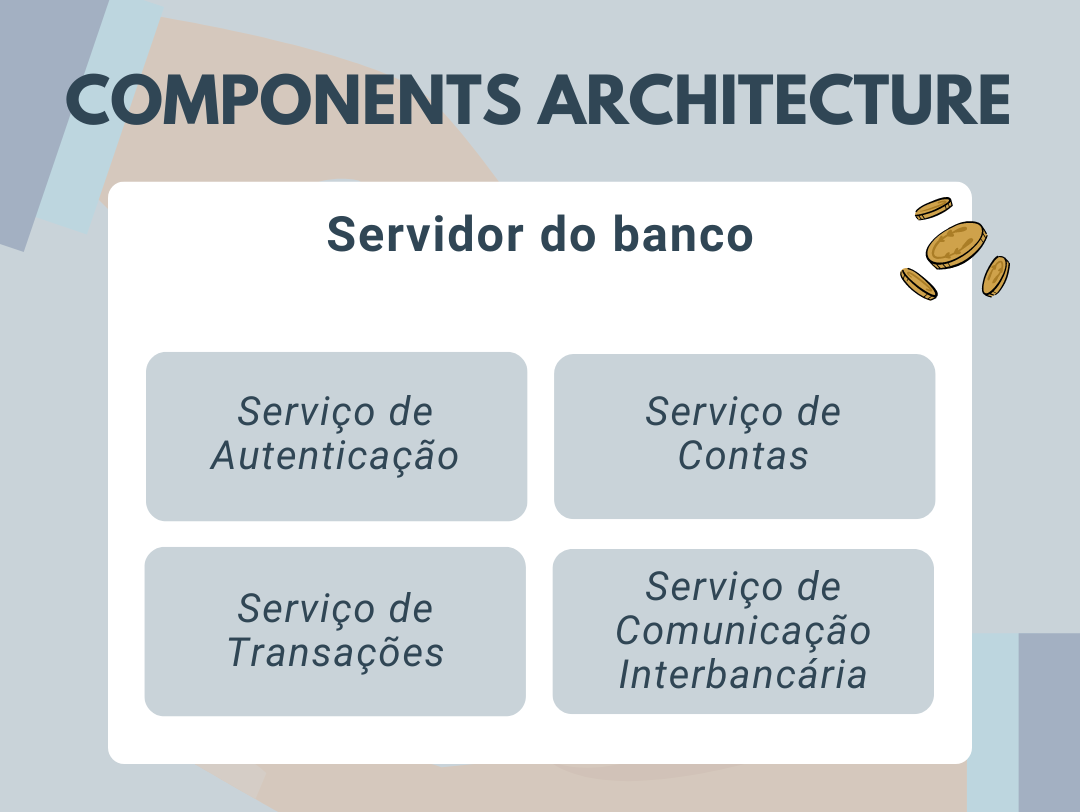 COMPONENTS ARCHITECTURE
Servidor do banco
Serviço de
Autenticação
Serviço de
Contas
Serviço de
Transações
Serviço de
Comunicação
Interbancária